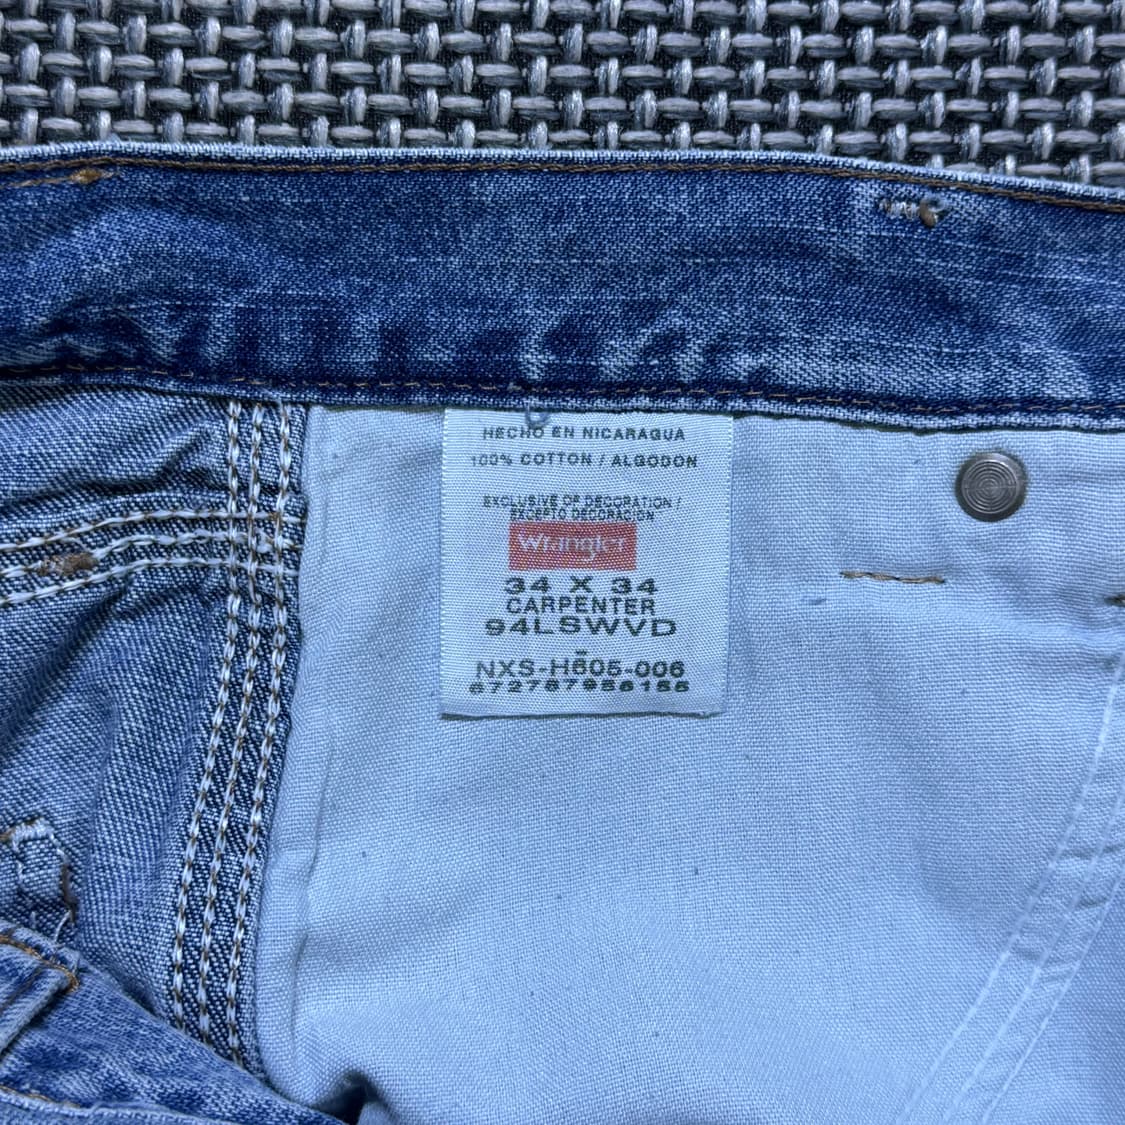 HECHO EN NICARAGUA
100% COTTON / ALGODON
EXCLUSIVE OF DECORATION /
EXCEPTO DECORACION
Wrangler
34 X 34
CARPENTER
94LSWVD
NXS-H605-006